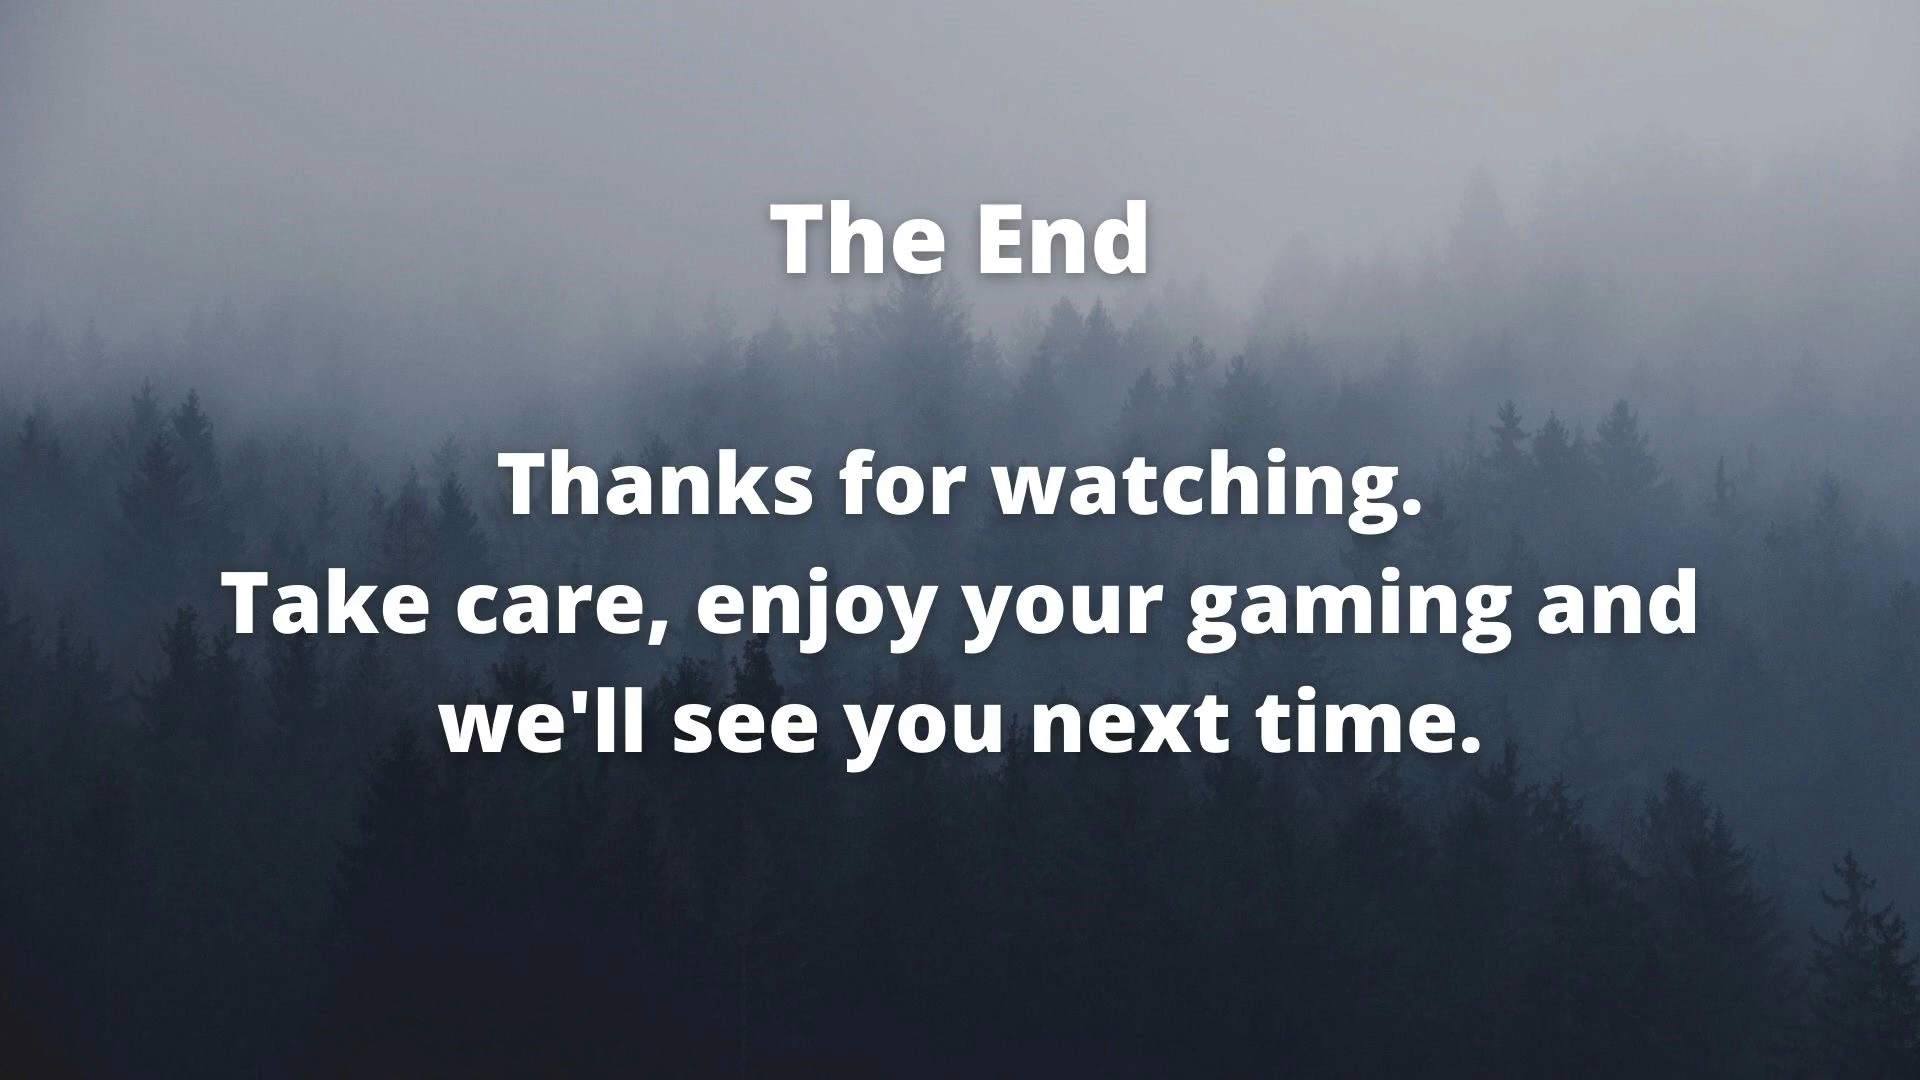 The End
Thanks for watching.
Take care, enjoy your gaming and
we'll see you next time.